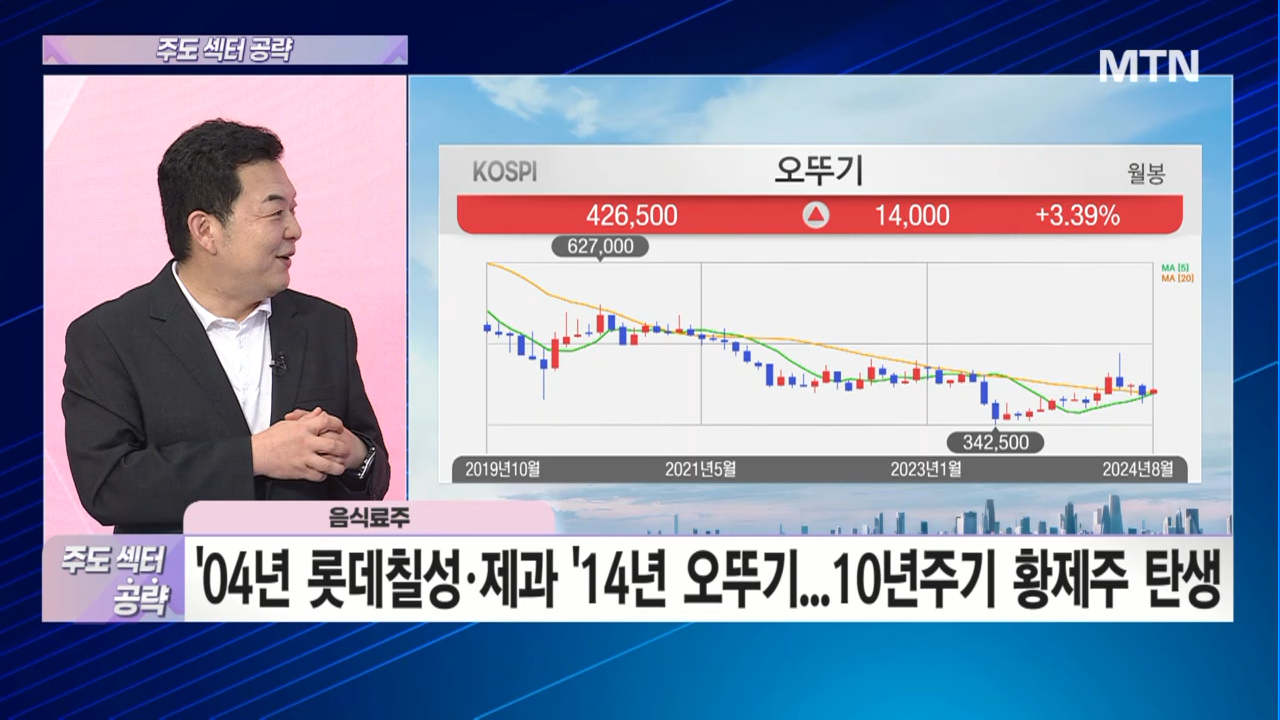 주도 섹터 공략
MTN
KOSPI 오뚜기 월봉
426,500 14,000 +3.39%
627,000
MA [5]
MA [20]
342,500
2019년10월 2021년5월 2023년1월 2024년8월
음식료주
주도 섹터
공략
'04년 롯데칠성·제과 '14년 오뚜기...10년주기 황제주 탄생